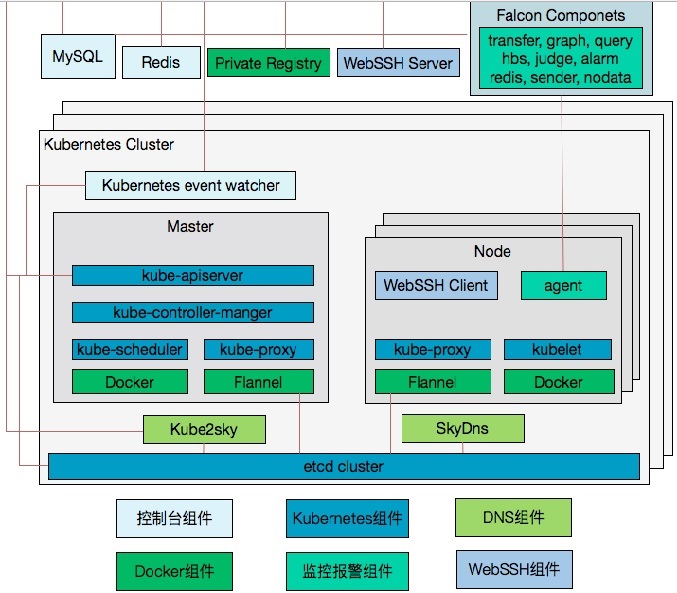 Falcon Componets
transfer, graph, query
hbs, judge, alarm
redis, sender, nodata
MySQL
Redis
Private Registry
WebSSH Server
Kubernetes Cluster
Kubernetes event watcher
Master
kube-apiserver
kube-controller-manger
kube-scheduler
kube-proxy
Docker
Flannel
Node
WebSSH Client
agent
kube-proxy
kubelet
Flannel
Docker
Kube2sky
SkyDns
etcd cluster
控制台组件
Kubernetes组件
DNS组件
Docker组件
监控报警组件
WebSSH组件